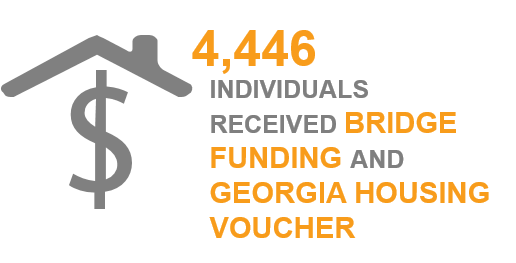 4,446
INDIVIDUALS
RECEIVED BRIDGE
FUNDING AND
GEORGIA HOUSING
VOUCHER
$